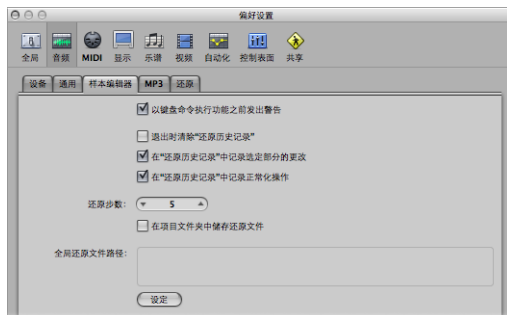 偏好设置
全局 音频 MIDI 显示 乐谱 视频 自动化 控制表面 共享
设备 通用 样本编辑器 MP3 还原
以键盘命令执行功能之前发出警告
退出时清除“还原历史记录”
在“还原历史记录”中记录选定部分的更改
在“还原历史记录”中记录正常化操作
还原步数： 5
在项目文件夹中储存还原文件
全局还原文件路径：
设定